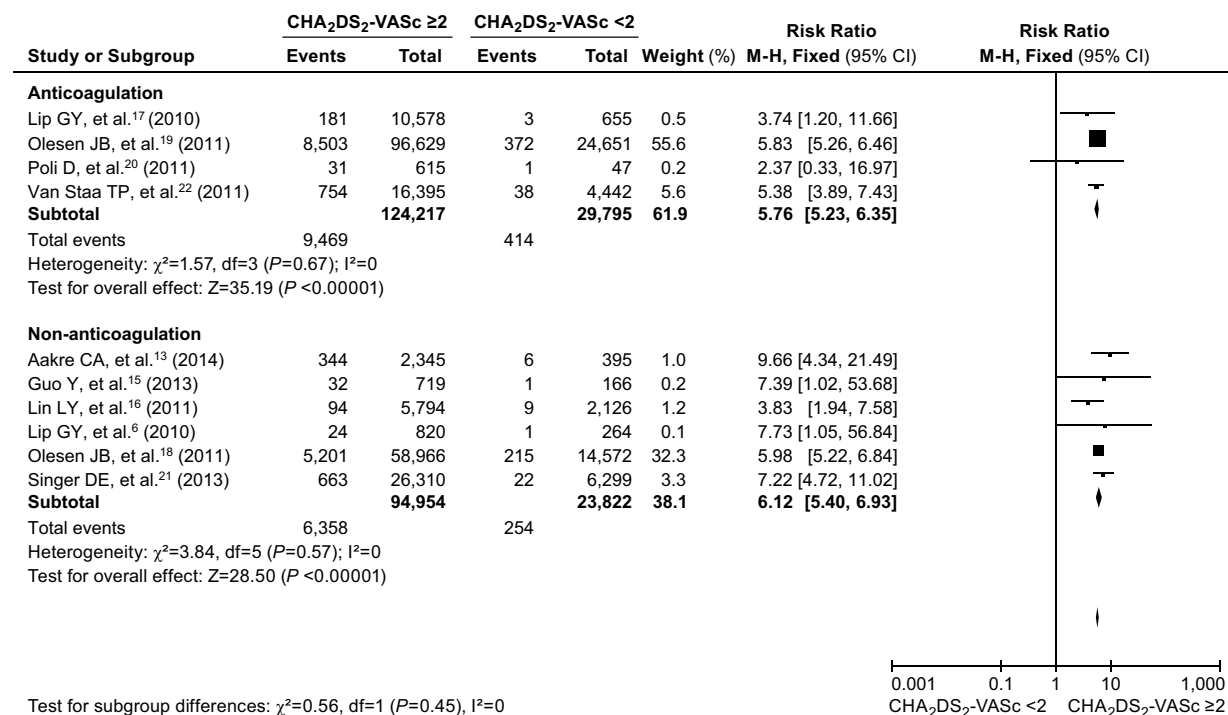 CHA₂DS₂-VASc ≥2 CHA₂DS₂-VASc <2 Risk Ratio Risk Ratio
Study or Subgroup Events Total Events Total Weight (%) M-H, Fixed (95% CI) M-H, Fixed (95% CI)
Anticoagulation
Lip GY, et al.¹⁷ (2010) 181 10,578 3 655 0.5 3.74 [1.20, 11.66]
Olesen JB, et al.¹⁹ (2011) 8,503 96,629 372 24,651 55.6 5.83 [5.26, 6.46]
Poli D, et al.²⁰ (2011) 31 615 1 47 0.2 2.37 [0.33, 16.97]
Van Staa TP, et al.²² (2011) 754 16,395 38 4,442 5.6 5.38 [3.89, 7.43]
Subtotal 124,217 29,795 61.9 5.76 [5.23, 6.35]
Total events 9,469 414
Heterogeneity: χ²=1.57, df=3 (P=0.67); I²=0
Test for overall effect: Z=35.19 (P <0.00001)
Non-anticoagulation
Aakre CA, et al.¹³ (2014) 344 2,345 6 395 1.0 9.66 [4.34, 21.49]
Guo Y, et al.¹⁵ (2013) 32 719 1 166 0.2 7.39 [1.02, 53.68]
Lin LY, et al.¹⁶ (2011) 94 5,794 9 2,126 1.2 3.83 [1.94, 7.58]
Lip GY, et al.⁶ (2010) 24 820 1 264 0.1 7.73 [1.05, 56.84]
Olesen JB, et al.¹⁸ (2011) 5,201 58,966 215 14,572 32.3 5.98 [5.22, 6.84]
Singer DE, et al.²¹ (2013) 663 26,310 22 6,299 3.3 7.22 [4.72, 11.02]
Subtotal 94,954 23,822 38.1 6.12 [5.40, 6.93]
Total events 6,358 254
Heterogeneity: χ²=3.84, df=5 (P=0.57); I²=0
Test for overall effect: Z=28.50 (P <0.00001)
0.001 0.1 1 10 1,000
Test for subgroup differences: χ²=0.56, df=1 (P=0.45), I²=0 CHA₂DS₂-VASc <2 CHA₂DS₂-VASc ≥2